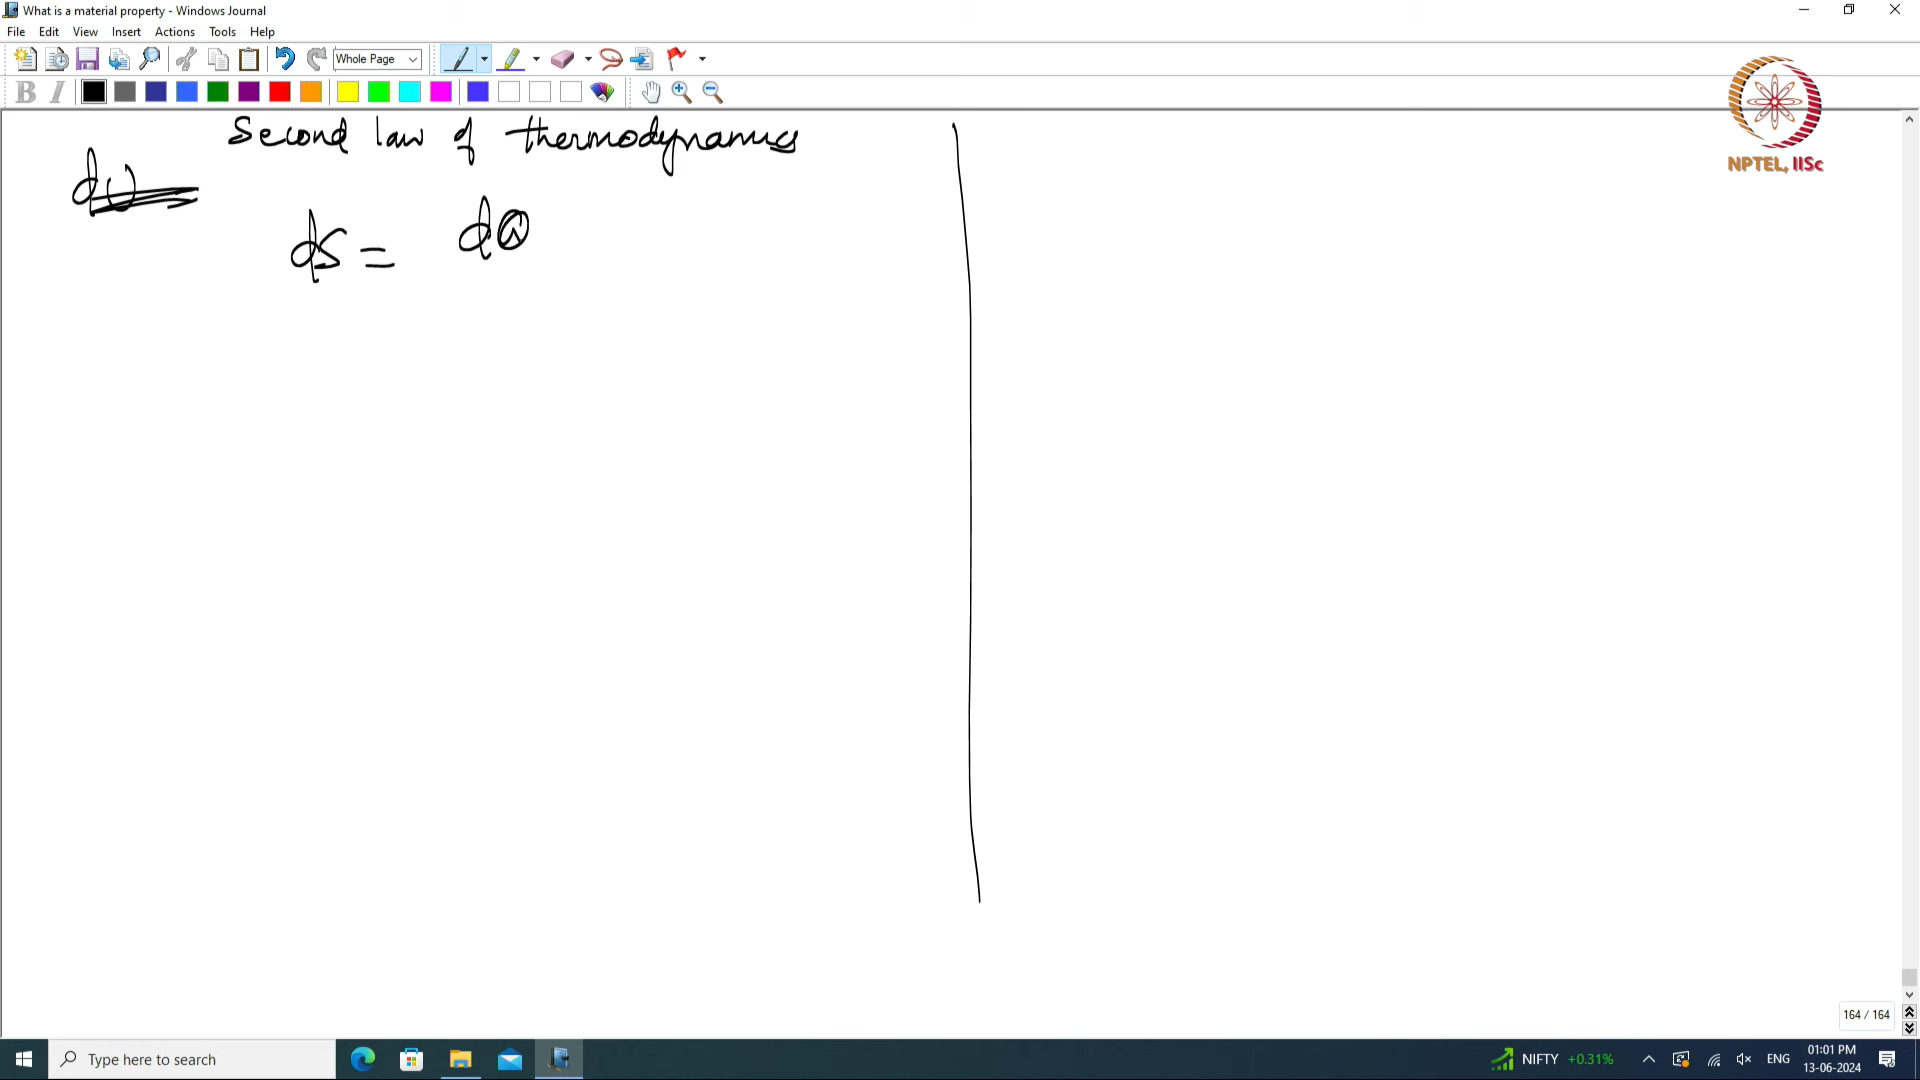 What is a material property - Windows Journal
File Edit View Insert Actions Tools Help
Whole Page
B I
NPTEL, IISc
Second law of thermodynamics
dS = dQ
164 / 164
Type here to search
NIFTY +0.31%
ENG
01:01 PM
13-06-2024